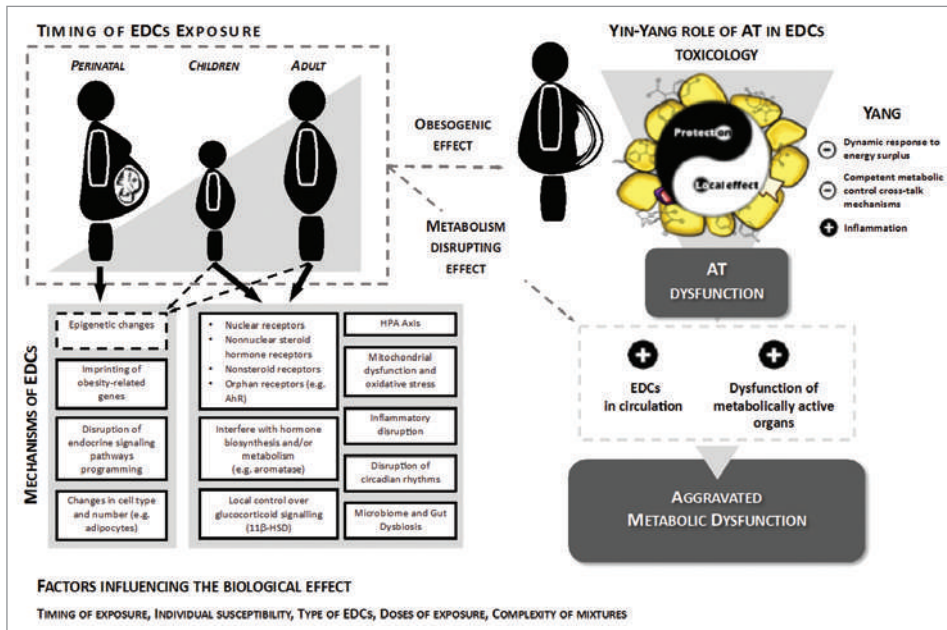 TIMING OF EDCS EXPOSURE
PERINATAL
CHILDREN
ADULT
Epigenetic changes
Imprinting of
obesity-related
genes
Disruption of
endocrine signaling
pathways
programming
Changes in cell type
and number (e.g.
adipocytes)
• Nuclear receptors
• Nonnuclear steroid
hormone receptors
• Nonsteroid receptors
• Orphan receptors (e.g.
AhR)
Interfere with hormone
biosynthesis and/or
metabolism
(e.g. aromatase)
Local control over
glucocorticoid signalling
(11β-HSD)
HPA Axis
Mitochondrial
dysfunction and
oxidative stress
Inflammatory
disruption
Disruption of
circadian rhythms
Microbiome and Gut
Dysbiosis
MECHANISMS OF EDCS
OBESOGENIC
EFFECT
METABOLISM
DISRUPTING
EFFECT
YIN-YANG ROLE OF AT IN EDCS
TOXICOLOGY
Protection
Local effect
YANG
Dynamic response to
energy surplus
Competent metabolic
control cross-talk
mechanisms
Inflammation
AT
DYSFUNCTION
EDCs
in circulation
Dysfunction of
metabolically active
organs
AGGRAVATED
METABOLIC DYSFUNCTION
FACTORS INFLUENCING THE BIOLOGICAL EFFECT
TIMING OF EXPOSURE, INDIVIDUAL SUSCEPTIBILITY, TYPE OF EDCS, DOSES OF EXPOSURE, COMPLEXITY OF MIXTURES